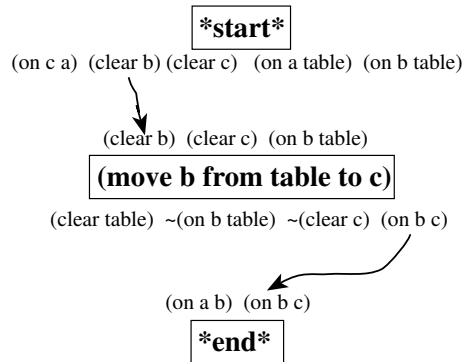 *start*
(on c a) (clear b) (clear c) (on a table) (on b table)
(clear b) (clear c) (on b table)
(move b from table to c)
(clear table) ~(on b table) ~(clear c) (on b c)
(on a b) (on b c)
*end*